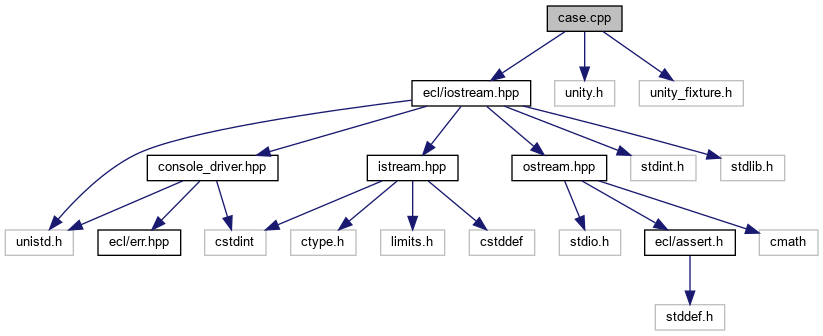 case.cpp
ecl/iostream.hpp
unity.h
unity_fixture.h
console_driver.hpp
istream.hpp
ostream.hpp
stdint.h
stdlib.h
unistd.h
ecl/err.hpp
cstdint
ctype.h
limits.h
cstddef
stdio.h
ecl/assert.h
cmath
stddef.h